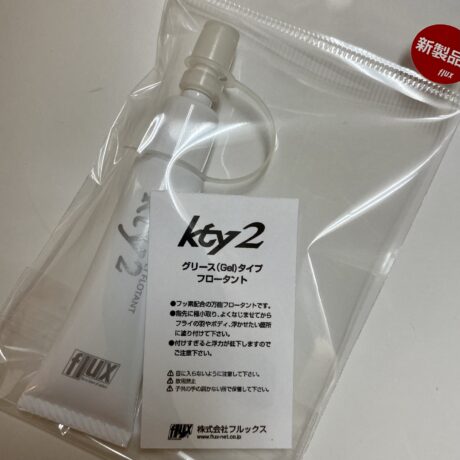 新製品
flux
kty2
FLOTANT
flux
kty 2
グリース(Gel)タイプ
フロータント
●フッ素配合の万能フロータントです。
●指先に極小取り、よくなじませてから
フライの羽やボディ、浮かせたい箇所
に塗り付けて下さい。
●付けすぎると浮力が低下しますので
ご注意下さい。
⚠ 目に入らないように注意して下さい。
⚠ 飲用禁止
⚠ 子供の手の届かない所で保管して下さい。
flux 株式会社フルックス
www.flux-net.co.jp